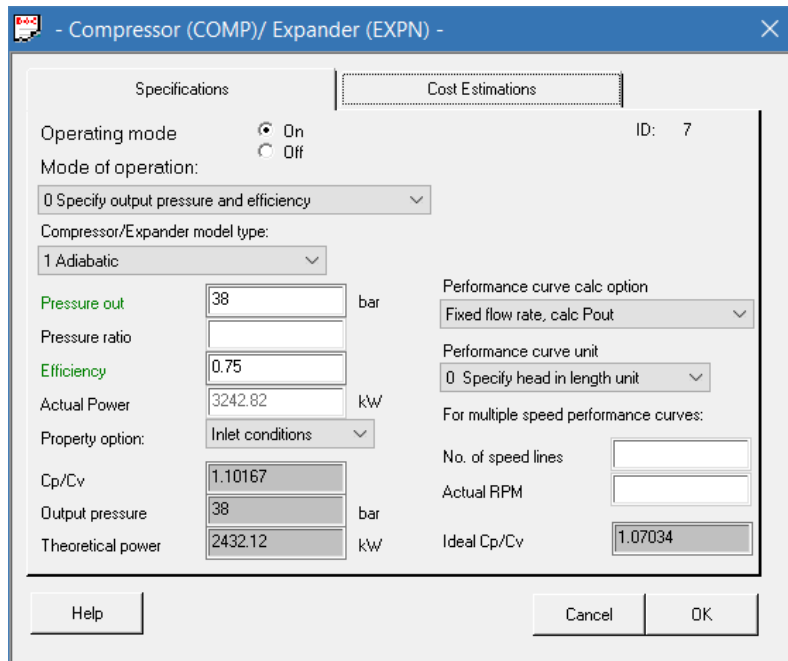 - Compressor (COMP)/ Expander (EXPN) -
Specifications
Cost Estimations
Operating mode
On
Off
ID: 7
Mode of operation:
0 Specify output pressure and efficiency
Compressor/Expander model type:
1 Adiabatic
Pressure out 38 bar
Pressure ratio
Efficiency 0.75
Actual Power 3242.82 kW
Property option: Inlet conditions
Cp/Cv 1.10167
Output pressure 38 bar
Theoretical power 2432.12 kW
Performance curve calc option
Fixed flow rate, calc Pout
Performance curve unit
0 Specify head in length unit
For multiple speed performance curves:
No. of speed lines
Actual RPM
Ideal Cp/Cv 1.07034
Help
Cancel
OK